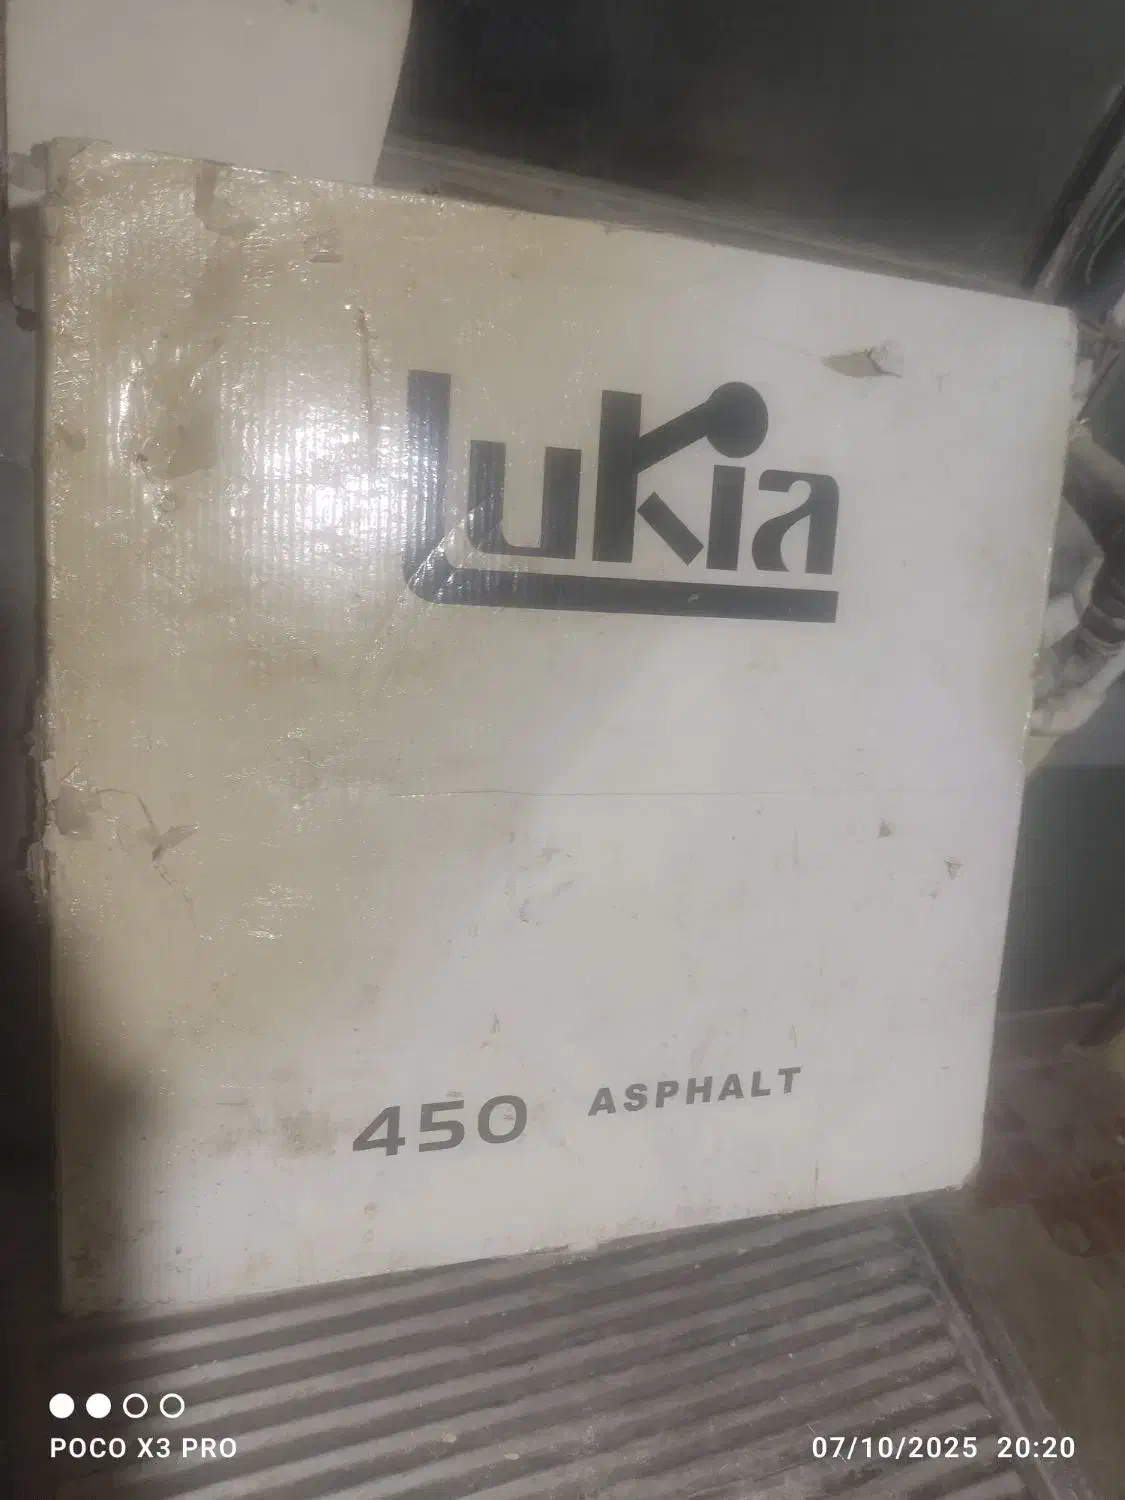 Lukia
450 ASPHALT
POCO X3 PRO
07/10/2025 20:20